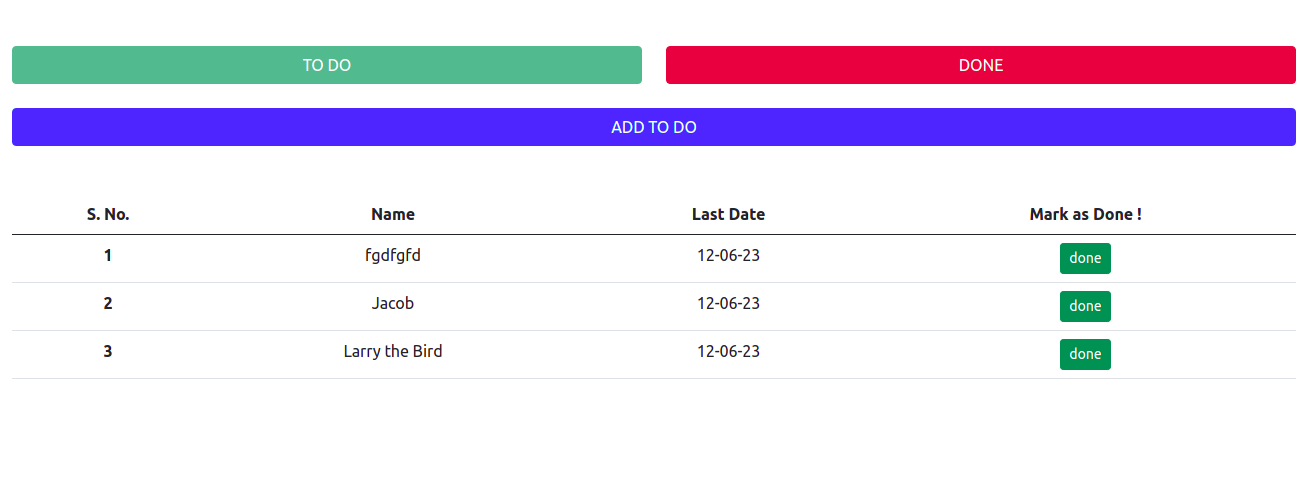 TO DO DONE
ADD TO DO
S. No. Name Last Date Mark as Done !
1 fgdfgfd 12-06-23 done
2 Jacob 12-06-23 done
3 Larry the Bird 12-06-23 done